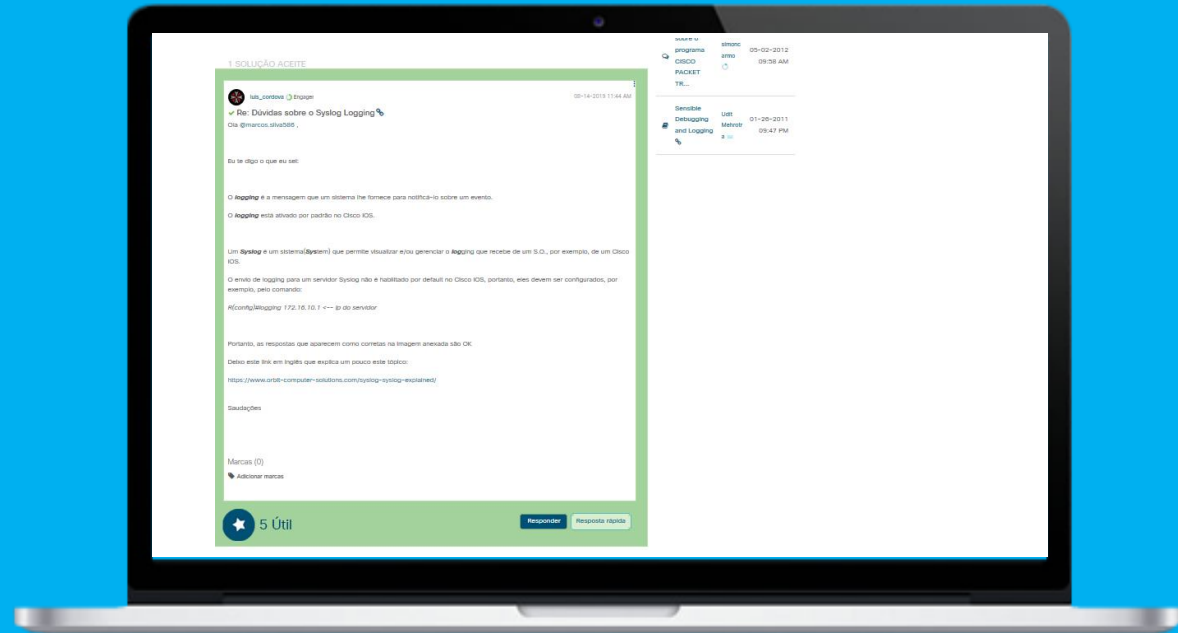 1 SOLUÇÃO ACEITE
luis_cordova Engager
09-14-2019 11:44 AM
Re: Dúvidas sobre o Syslog Logging
Ola @marcos.silva586 ,
Eu te digo o que eu sei:
O logging é a mensagem que um sistema lhe fornece para notificá-lo sobre um evento.
O logging está ativado por padrão no Cisco IOS.
Um Syslog é um sistema(System) que permite visualizar e/ou gerenciar o logging que recebe de um S.O., por exemplo, de um Cisco
IOS.
O envio de logging para um servidor Syslog não é habilitado por default no Cisco IOS, portanto, eles devem ser configurados, por
exemplo, pelo comando:
R(config)#logging 172.16.10.1 <-- ip do servidor
Portanto, as respostas que aparecem como corretas na imagem anexada são OK
Deixo este link em inglês que explica um pouco este tópico:
https://www.orbit-computer-solutions.com/syslog-syslog-explained/
Saudações
Marcas (0)
Adicionar marcas
5 Útil
Responder
Resposta rápida
sobre o
programa
CISCO
PACKET
TR...
armo
05-02-2012
09:58 AM
Sensible
Debugging
and Logging
Udit
Mehrotr
a
01-26-2011
09:47 PM